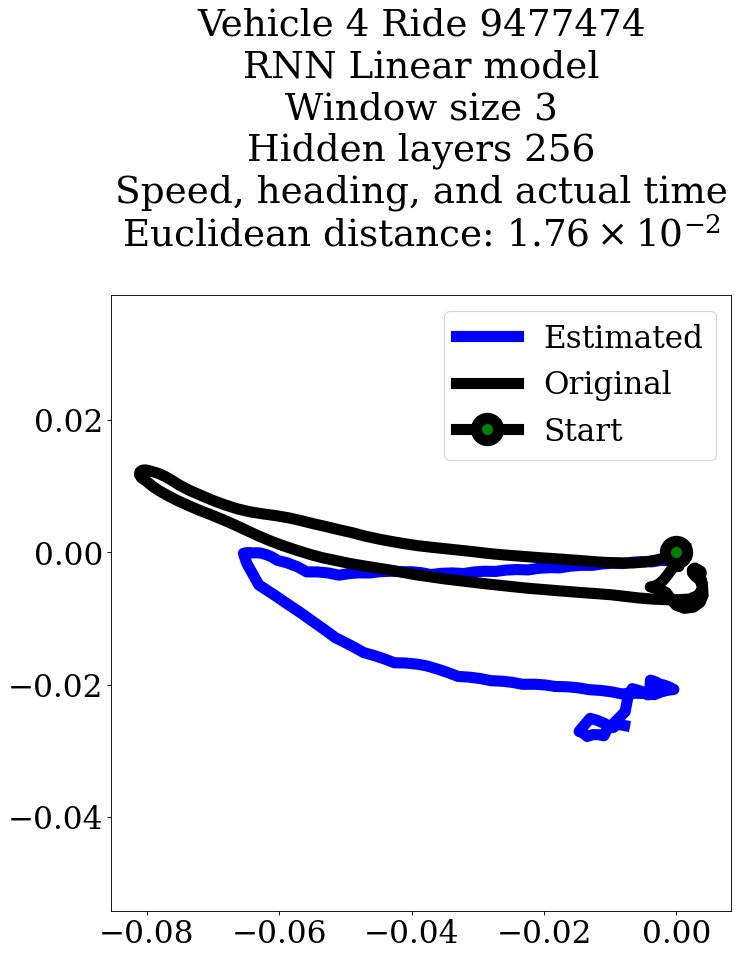 Vehicle 4 Ride 9477474
RNN Linear model
Window size 3
Hidden layers 256
Speed, heading, and actual time
Euclidean distance: 1.76 × 10⁻²
Estimated
Original
Start
0.02
0.00
−0.02
−0.04
−0.08 −0.06 −0.04 −0.02 0.00